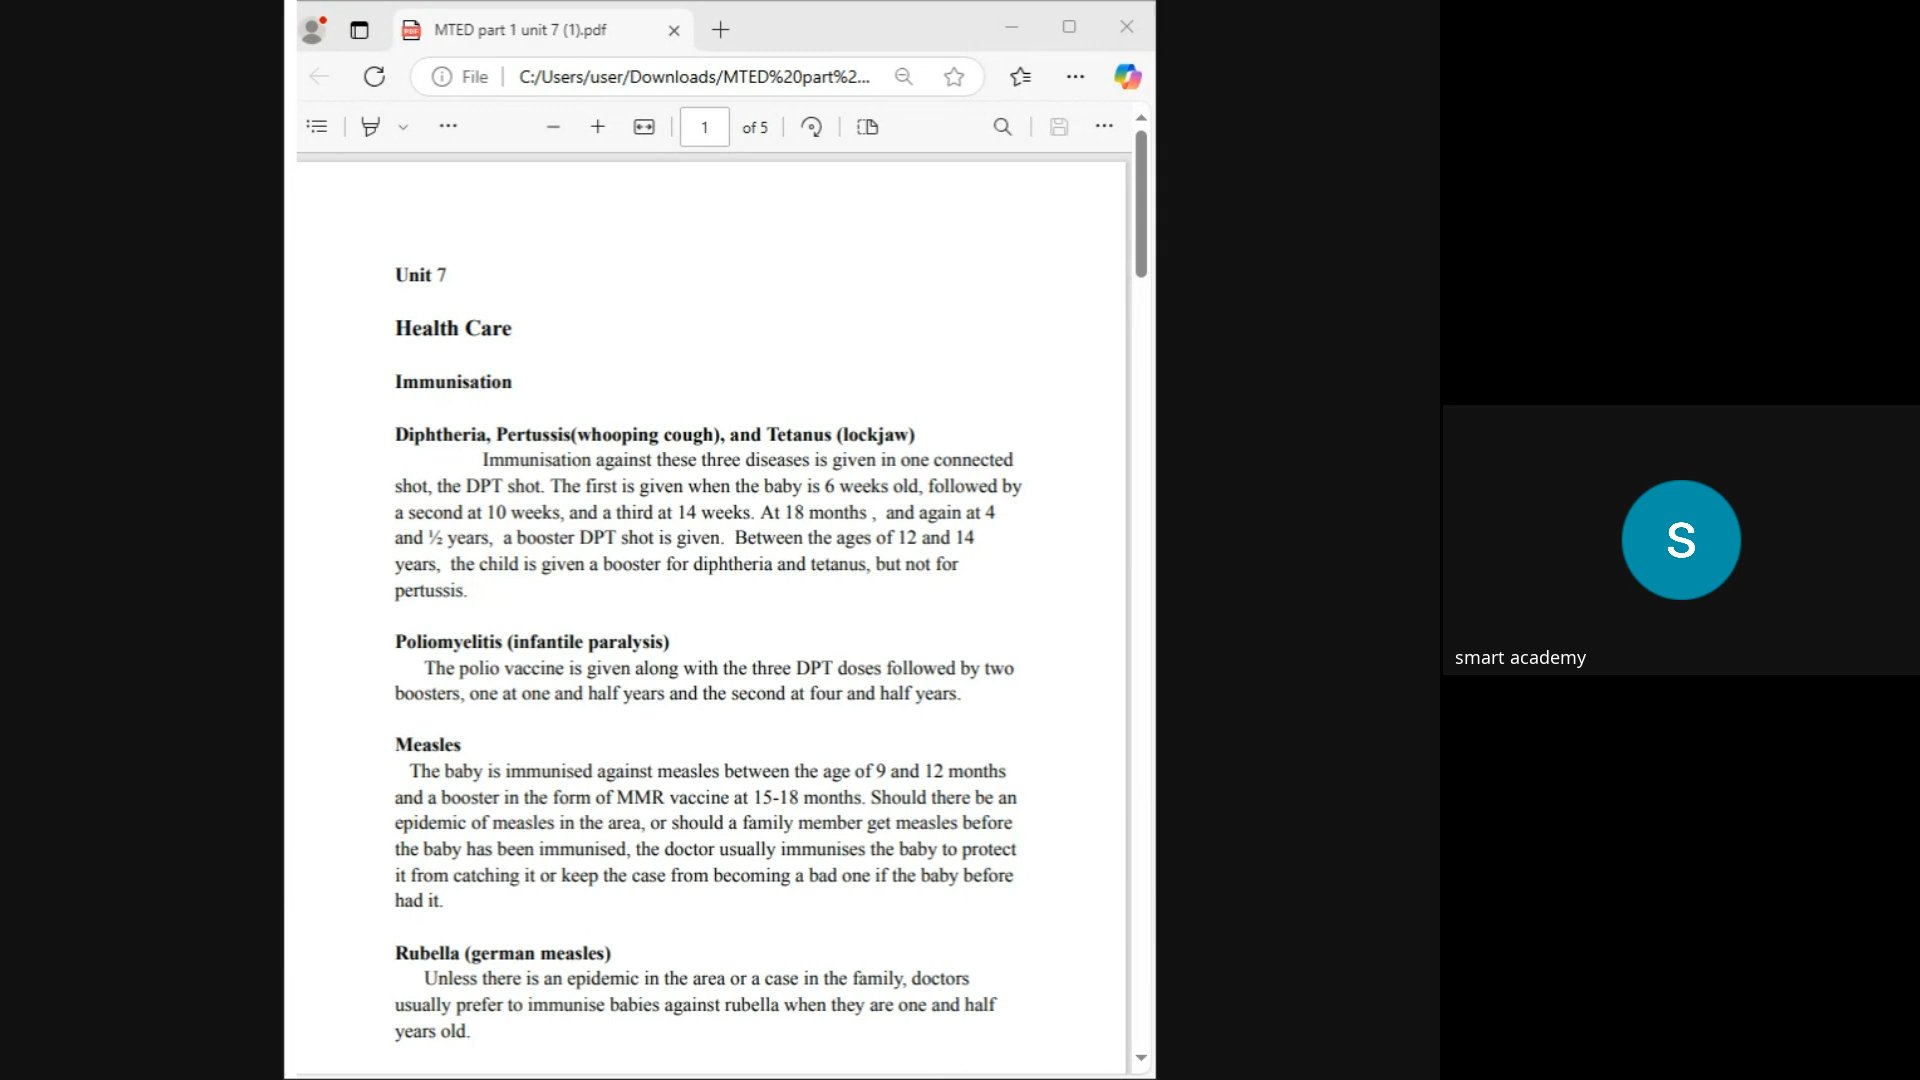 MTED part 1 unit 7 (1).pdf
File
C:/Users/user/Downloads/MTED%20part%2...
1 of 5
Unit 7
Health Care
Immunisation
Diphtheria, Pertussis(whooping cough), and Tetanus (lockjaw)
Immunisation against these three diseases is given in one connected
shot, the DPT shot. The first is given when the baby is 6 weeks old, followed by
a second at 10 weeks, and a third at 14 weeks. At 18 months , and again at 4
and ½ years, a booster DPT shot is given. Between the ages of 12 and 14
years, the child is given a booster for diphtheria and tetanus, but not for
pertussis.
Poliomyelitis (infantile paralysis)
The polio vaccine is given along with the three DPT doses followed by two
boosters, one at one and half years and the second at four and half years.
Measles
The baby is immunised against measles between the age of 9 and 12 months
and a booster in the form of MMR vaccine at 15-18 months. Should there be an
epidemic of measles in the area, or should a family member get measles before
the baby has been immunised, the doctor usually immunises the baby to protect
it from catching it or keep the case from becoming a bad one if the baby before
had it.
Rubella (german measles)
Unless there is an epidemic in the area or a case in the family, doctors
usually prefer to immunise babies against rubella when they are one and half
years old.
S
smart academy